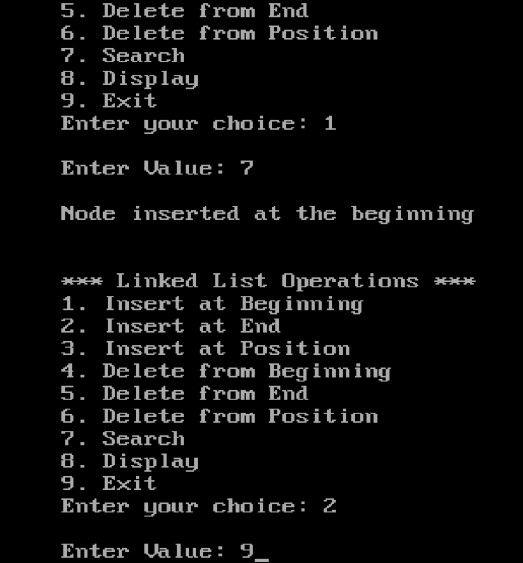 5. Delete from End
6. Delete from Position
7. Search
8. Display
9. Exit
Enter your choice: 1
Enter Value: 7
Node inserted at the beginning
*** Linked List Operations ***
1. Insert at Beginning
2. Insert at End
3. Insert at Position
4. Delete from Beginning
5. Delete from End
6. Delete from Position
7. Search
8. Display
9. Exit
Enter your choice: 2
Enter Value: 9_